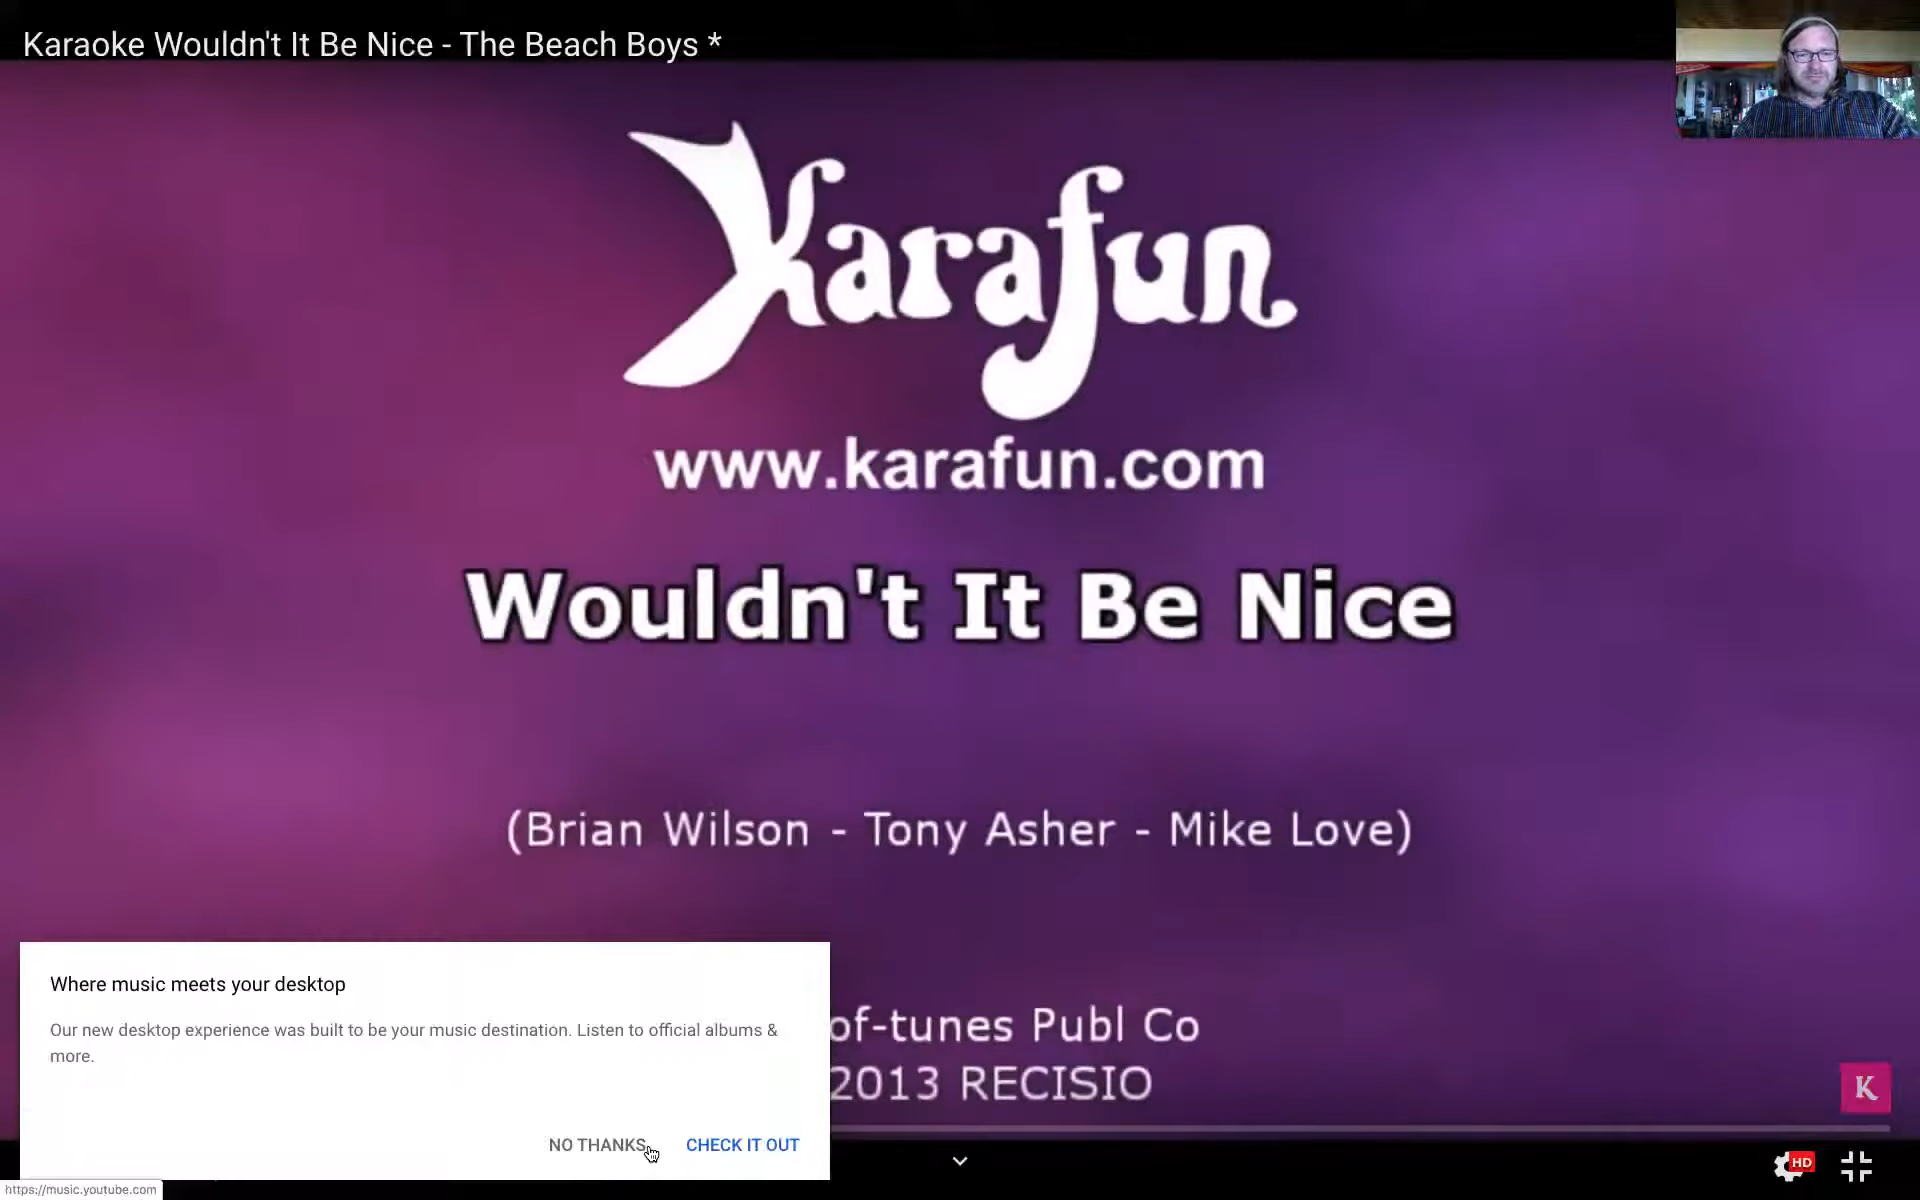 Karaoke Wouldn't It Be Nice - The Beach Boys *
Karafun
www.karafun.com
Wouldn't It Be Nice
(Brian Wilson - Tony Asher - Mike Love)
of-tunes Publ Co
2013 RECISIO
K
Where music meets your desktop
Our new desktop experience was built to be your music destination. Listen to official albums &
more.
NO THANKS
CHECK IT OUT
HD
https://music.youtube.com